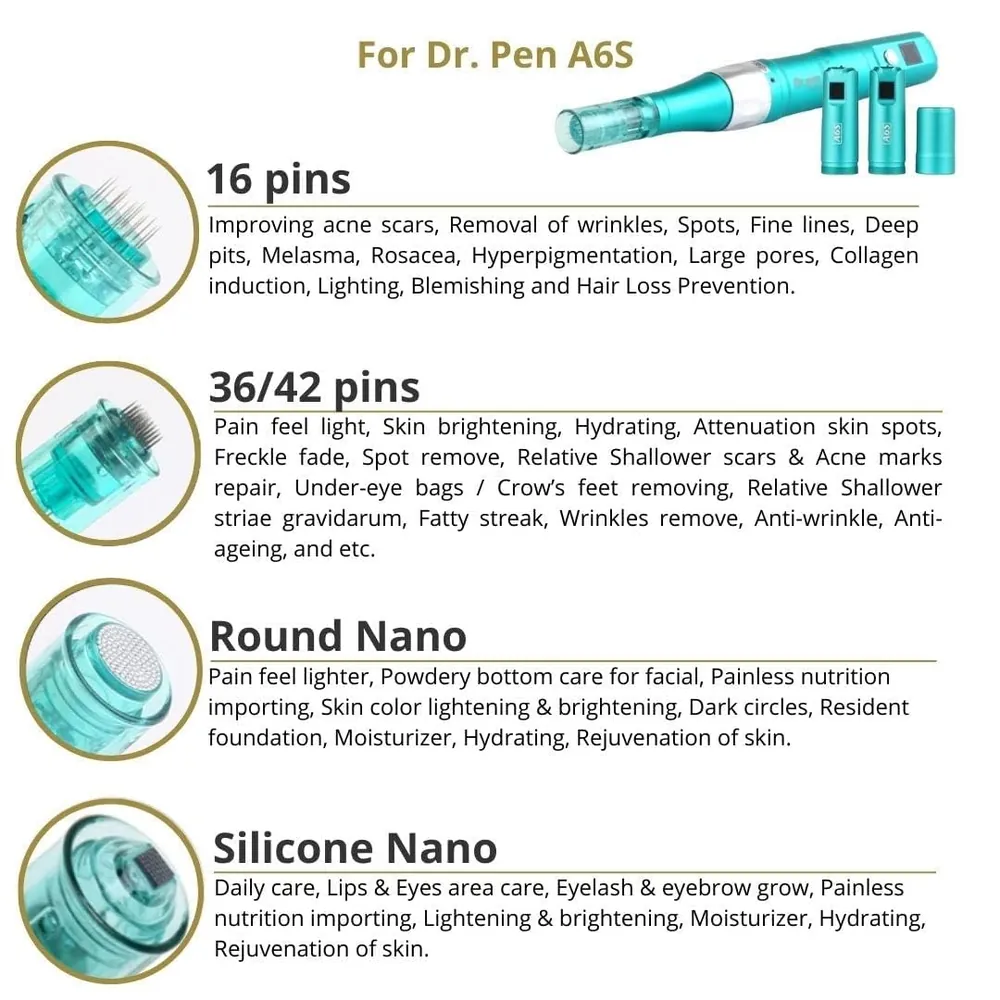 For Dr. Pen A6S
A6S
A6S
16 pins
Improving acne scars, Removal of wrinkles, Spots, Fine lines, Deep
pits, Melasma, Rosacea, Hyperpigmentation, Large pores, Collagen
induction, Lighting, Blemishing and Hair Loss Prevention.
36/42 pins
Pain feel light, Skin brightening, Hydrating, Attenuation skin spots,
Freckle fade, Spot remove, Relative Shallower scars & Acne marks
repair, Under-eye bags / Crow’s feet removing, Relative Shallower
striae gravidarum, Fatty streak, Wrinkles remove, Anti-wrinkle, Anti-
ageing, and etc.
Round Nano
Pain feel lighter, Powdery bottom care for facial, Painless nutrition
importing, Skin color lightening & brightening, Dark circles, Resident
foundation, Moisturizer, Hydrating, Rejuvenation of skin.
Silicone Nano
Daily care, Lips & Eyes area care, Eyelash & eyebrow grow, Painless
nutrition importing, Lightening & brightening, Moisturizer, Hydrating,
Rejuvenation of skin.